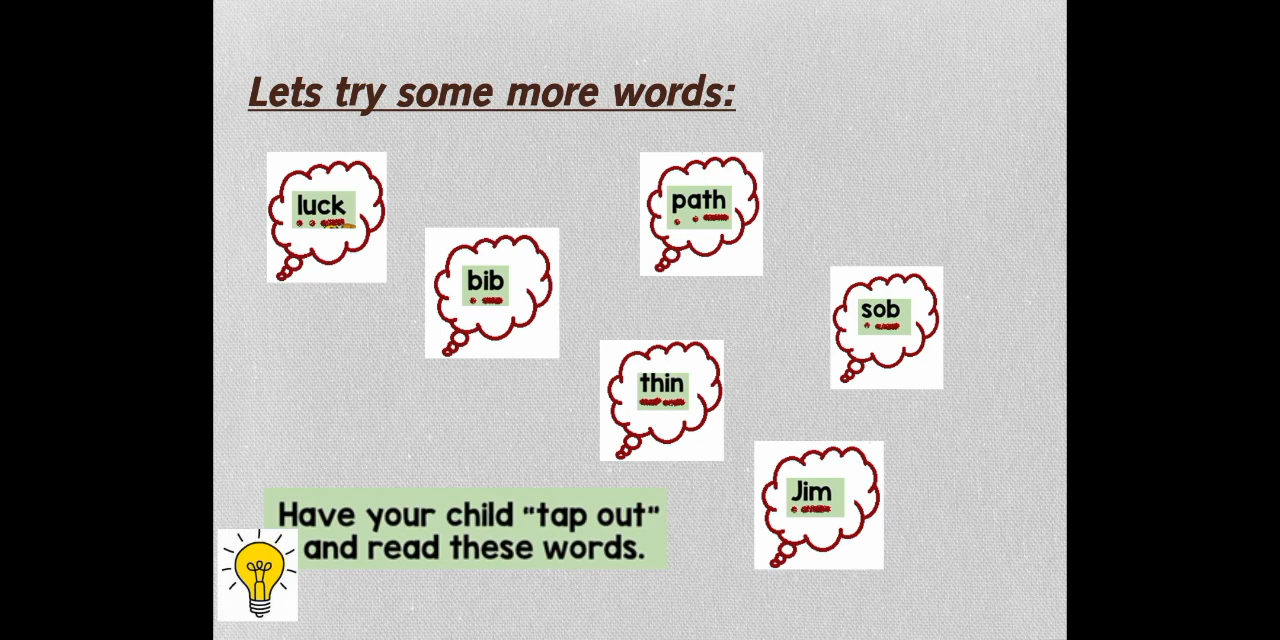 Lets try some more words:
luck
path
bib
sob
thin
Jim
Have your child "tap out"
and read these words.